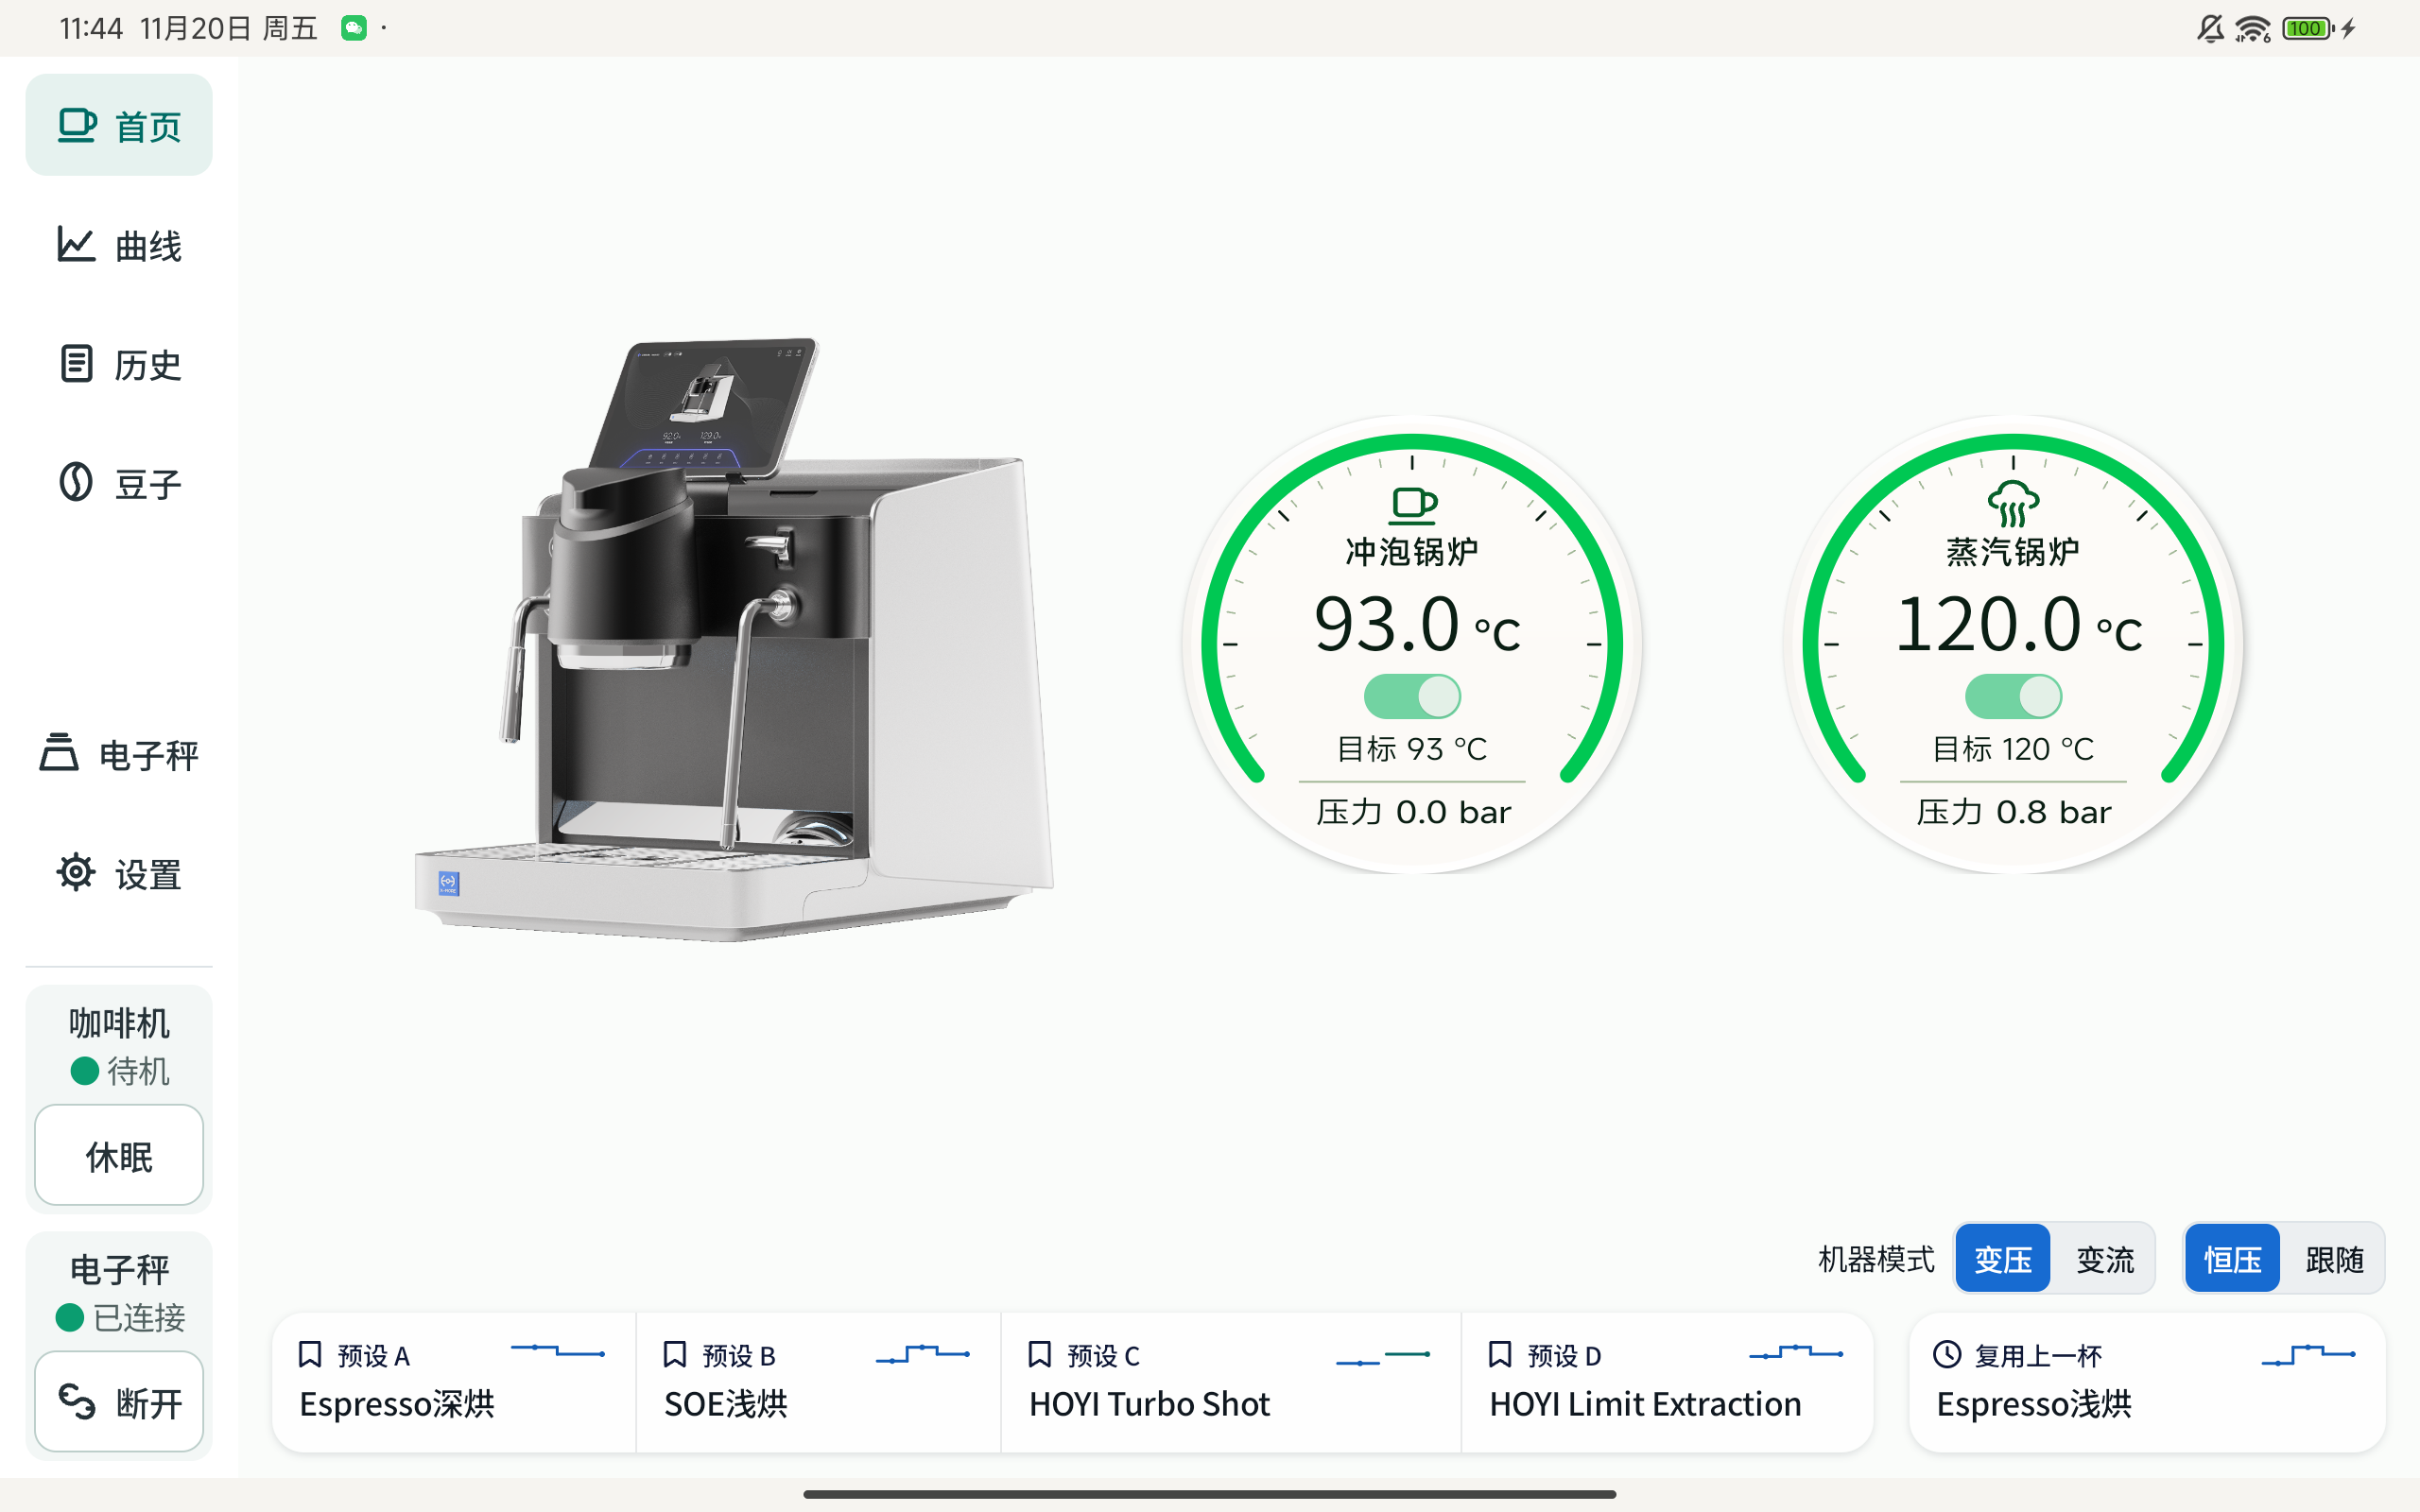 11:44 11月20日 周五
100
首页
曲线
历史
豆子
电子秤
设置
咖啡机
待机
休眠
电子秤
已连接
断开
冲泡锅炉
93.0 °C
目标 93 °C
压力 0.0 bar
蒸汽锅炉
120.0 °C
目标 120 °C
压力 0.8 bar
机器模式 变压 变流 恒压 跟随
预设 A
Espresso深烘
预设 B
SOE浅烘
预设 C
HOYI Turbo Shot
预设 D
HOYI Limit Extraction
复用上一杯
Espresso浅烘